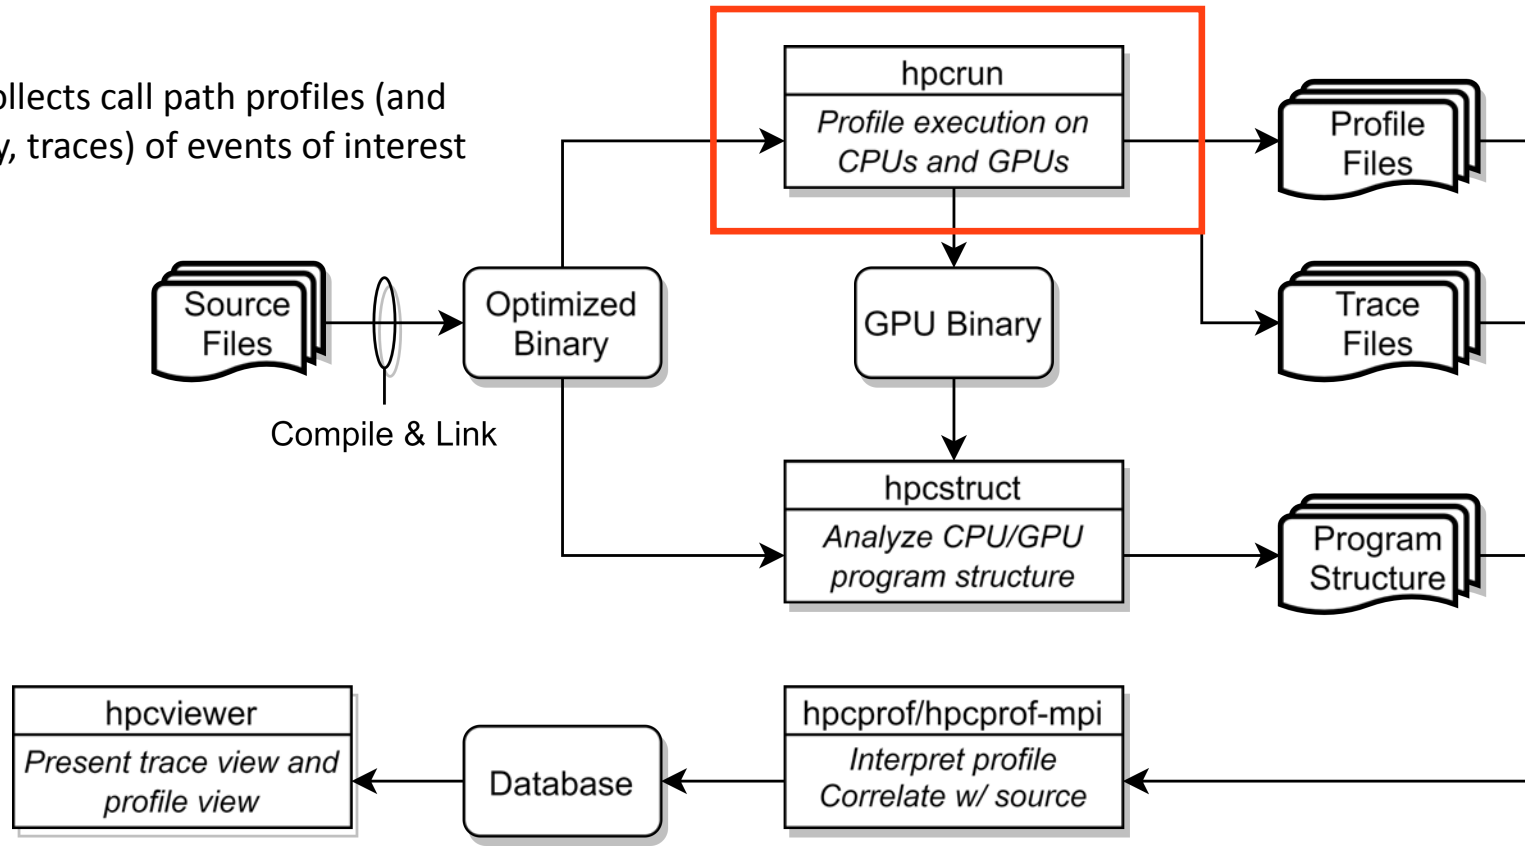 ollects call path profiles (and
y, traces) of events of interest
hpcrun
Profile execution on
CPUs and GPUs
Profile
Files
Source
Files
Optimized
Binary
GPU Binary
Trace
Files
Compile & Link
hpcstruct
Analyze CPU/GPU
program structure
Program
Structure
hpcviewer
Present trace view and
profile view
Database
hpcprof/hpcprof-mpi
Interpret profile
Correlate w/ source